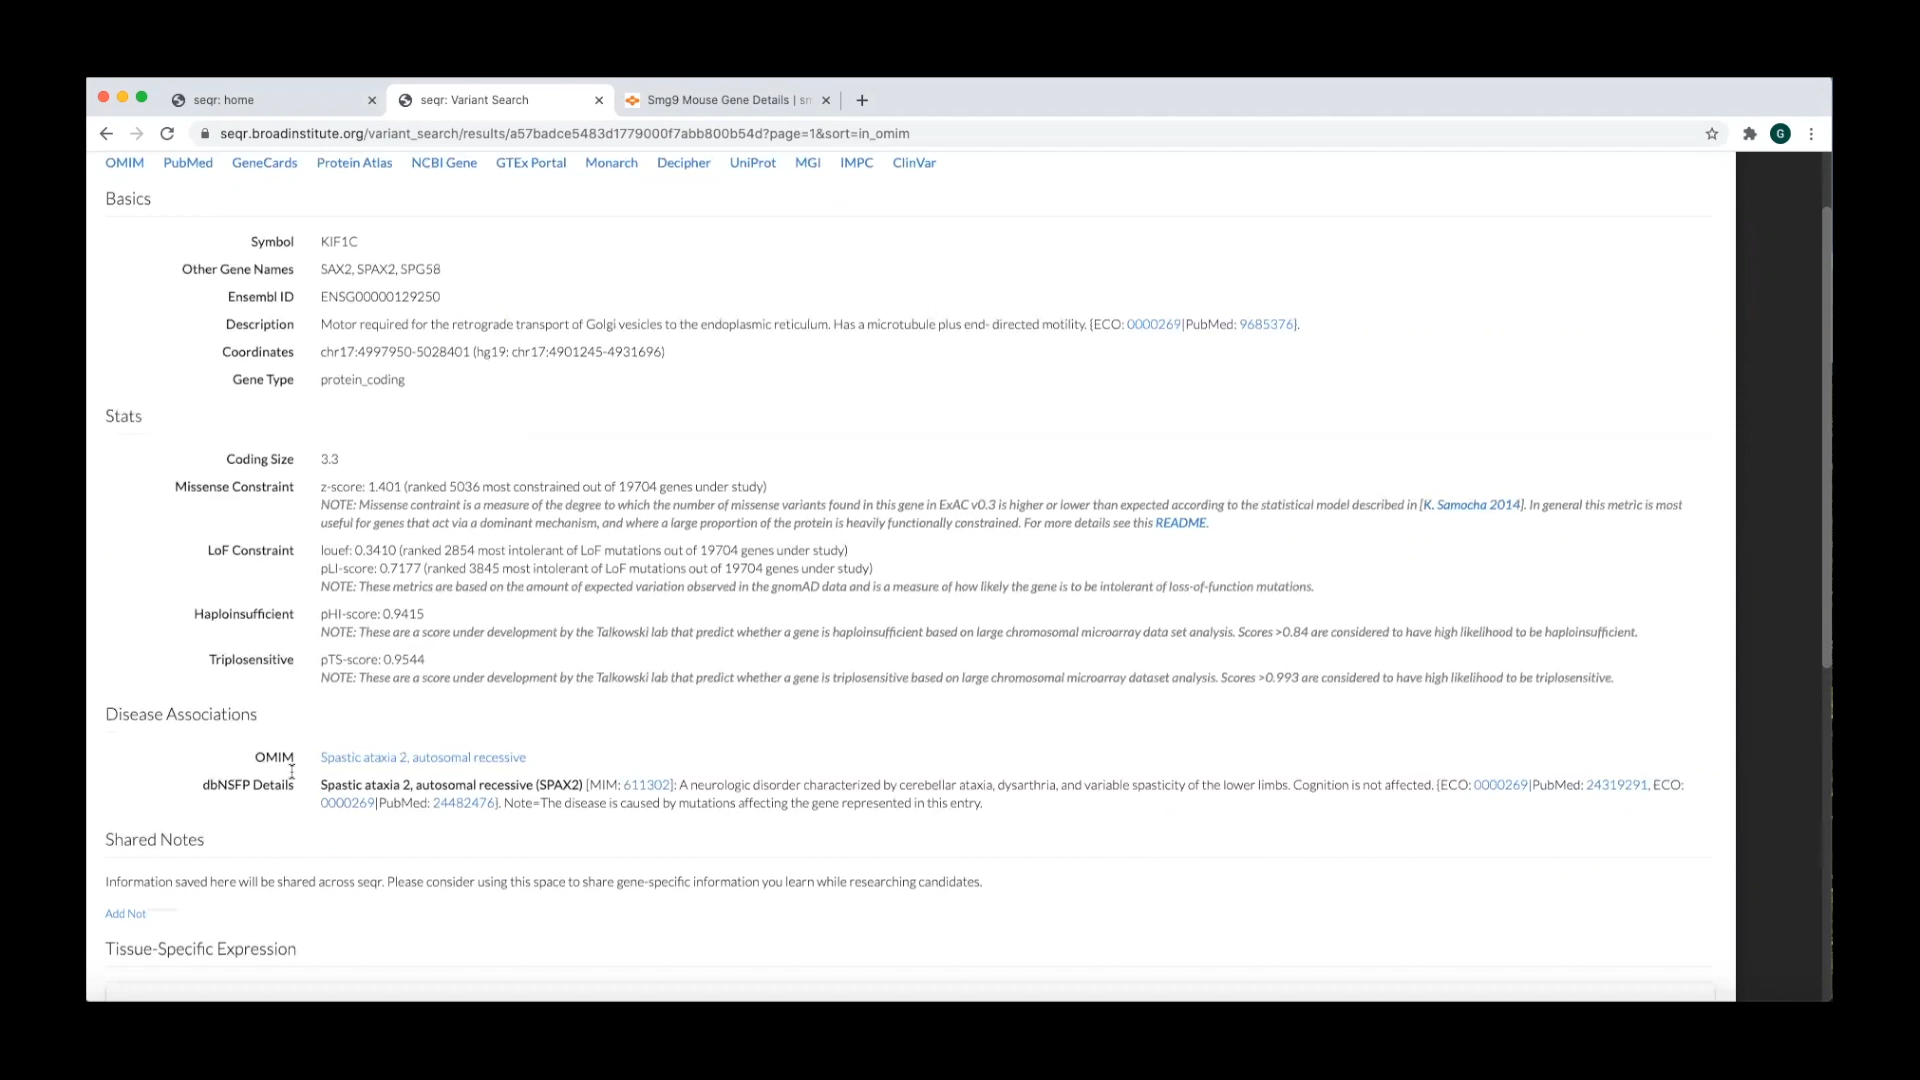 seqr: home
seqr: Variant Search
Smg9 Mouse Gene Details | sm
seqr.broadinstitute.org/variant_search/results/a57badce5483d1779000f7abb800b54d?page=1&sort=in_omim
G
OMIM PubMed GeneCards Protein Atlas NCBI Gene GTEx Portal Monarch Decipher UniProt MGI IMPC ClinVar
Basics
Symbol KIF1C
Other Gene Names SAX2, SPAX2, SPG58
Ensembl ID ENSG00000129250
Description Motor required for the retrograde transport of Golgi vesicles to the endoplasmic reticulum. Has a microtubule plus end- directed motility. {ECO: 0000269|PubMed: 9685376}.
Coordinates chr17:4997950-5028401 (hg19: chr17:4901245-4931696)
Gene Type protein_coding
Stats
Coding Size 3.3
Missense Constraint z-score: 1.401 (ranked 5036 most constrained out of 19704 genes under study)
NOTE: Missense contraint is a measure of the degree to which the number of missense variants found in this gene in ExAC v0.3 is higher or lower than expected according to the statistical model described in [K. Samocha 2014]. In general this metric is most
useful for genes that act via a dominant mechanism, and where a large proportion of the protein is heavily functionally constrained. For more details see this README.
LoF Constraint louef: 0.3410 (ranked 2854 most intolerant of LoF mutations out of 19704 genes under study)
pLI-score: 0.7177 (ranked 3845 most intolerant of LoF mutations out of 19704 genes under study)
NOTE: These metrics are based on the amount of expected variation observed in the gnomAD data and is a measure of how likely the gene is to be intolerant of loss-of-function mutations.
Haploinsufficient pHI-score: 0.9415
NOTE: These are a score under development by the Talkowski lab that predict whether a gene is haploinsufficient based on large chromosomal microarray data set analysis. Scores >0.84 are considered to have high likelihood to be haploinsufficient.
Triplosensitive pTS-score: 0.9544
NOTE: These are a score under development by the Talkowski lab that predict whether a gene is triplosensitive based on large chromosomal microarray dataset analysis. Scores >0.993 are considered to have high likelihood to be triplosensitive.
Disease Associations
OMIM Spastic ataxia 2, autosomal recessive
dbNSFP Details Spastic ataxia 2, autosomal recessive (SPAX2) [MIM: 611302]: A neurologic disorder characterized by cerebellar ataxia, dysarthria, and variable spasticity of the lower limbs. Cognition is not affected. {ECO: 0000269|PubMed: 24319291, ECO:
0000269|PubMed: 24482476}. Note=The disease is caused by mutations affecting the gene represented in this entry.
Shared Notes
Information saved here will be shared across seqr. Please consider using this space to share gene-specific information you learn while researching candidates.
Add Not
Tissue-Specific Expression